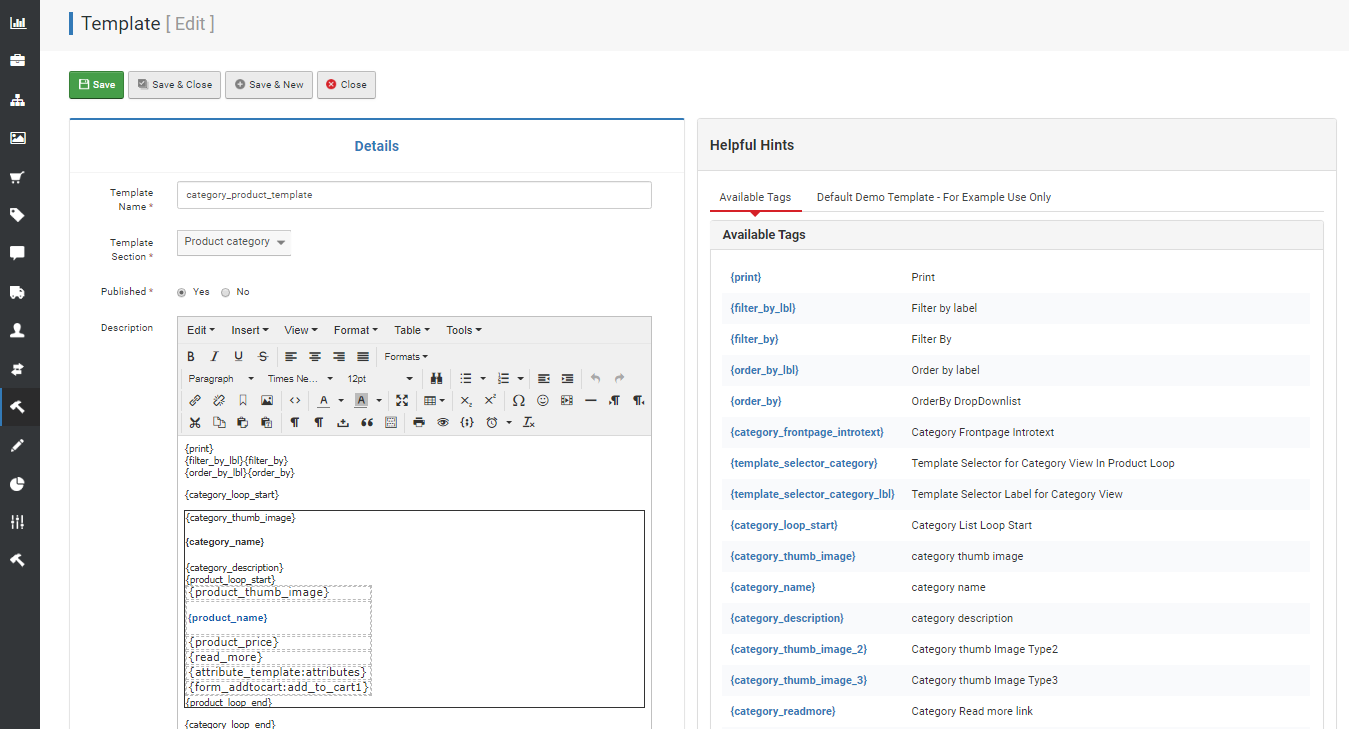 Template [ Edit ]
Save
Save & Close
Save & New
Close
Details
Template Name *
category_product_template
Template Section *
Product category
Published *
Yes
No
Description
Edit Insert View Format Table Tools
B I U S Formats
Paragraph Times Ne... 12pt
A A
{print}
{filter_by_lbl}{filter_by}
{order_by_lbl}{order_by}
{category_loop_start}
{category_thumb_image}
{category_name}
{category_description}
{product_loop_start}
{product_thumb_image}
{product_name}
{product_price}
{read_more}
{attribute_template:attributes}
{form_addtocart:add_to_cart1}
{product_loop_end}
{category_loop_end}
Helpful Hints
Available Tags
Default Demo Template - For Example Use Only
Available Tags
{print} Print
{filter_by_lbl} Filter by label
{filter_by} Filter By
{order_by_lbl} Order by label
{order_by} OrderBy DropDownlist
{category_frontpage_introtext} Category Frontpage Introtext
{template_selector_category} Template Selector for Category View In Product Loop
{template_selector_category_lbl} Template Selector Label for Category View
{category_loop_start} Category List Loop Start
{category_thumb_image} category thumb image
{category_name} category name
{category_description} category description
{category_thumb_image_2} Category thumb Image Type2
{category_thumb_image_3} Category thumb Image Type3
{category_readmore} Category Read more link